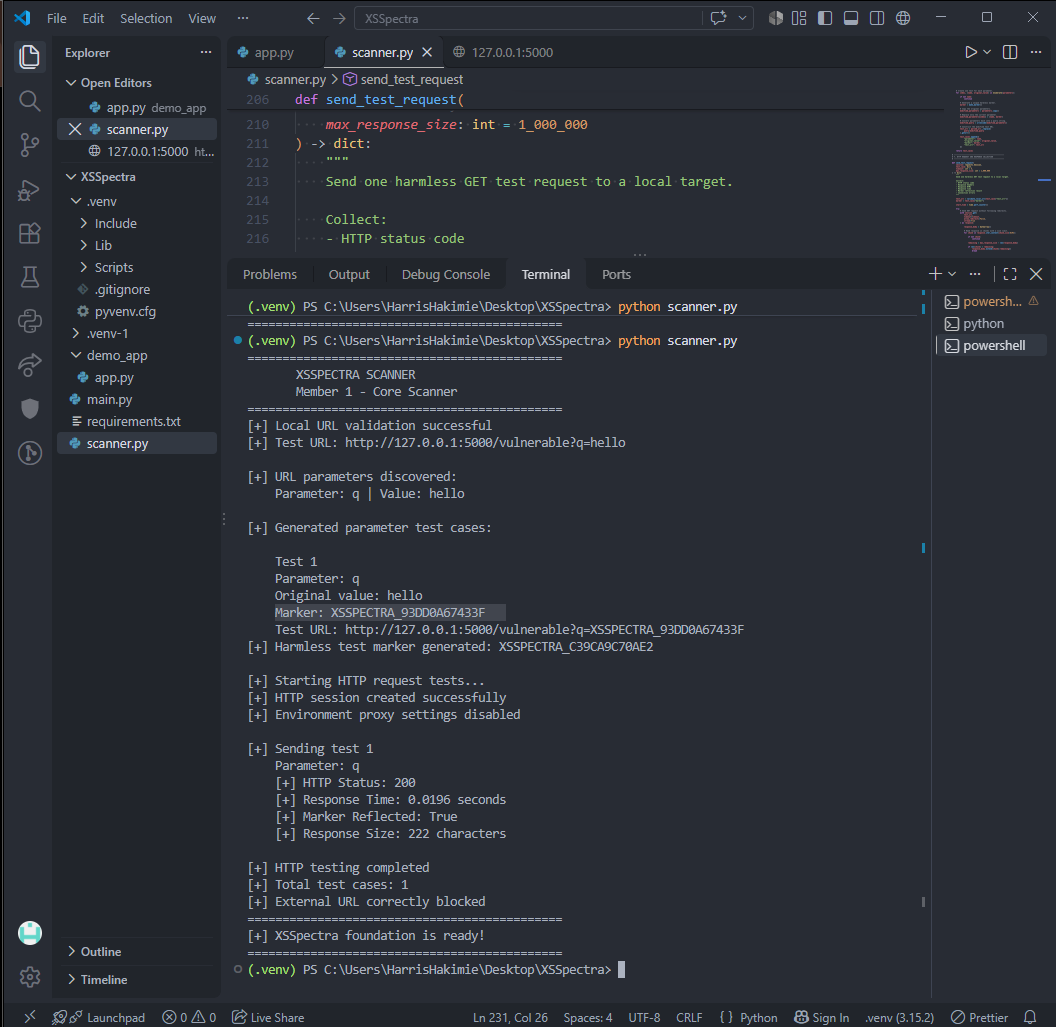 File Edit Selection View ··· XSSpectra
Explorer ···
Open Editors
app.py demo_app
scanner.py
127.0.0.1:5000 ht...
XSSpectra
.venv
Include
Lib
Scripts
.gitignore
pyvenv.cfg
.venv-1
demo_app
app.py
main.py
requirements.txt
scanner.py
Outline
Timeline
app.py scanner.py 127.0.0.1:5000
scanner.py > send_test_request
206 def send_test_request(
210 max_response_size: int = 1_000_000
211 ) -> dict:
212 """
213 Send one harmless GET test request to a local target.
214
215 Collect:
216 - HTTP status code
Problems Output Debug Console Terminal Ports
(.venv) PS C:\Users\HarrisHakimie\Desktop\XSSpectra> python scanner.py
=============================================
(.venv) PS C:\Users\HarrisHakimie\Desktop\XSSpectra> python scanner.py
=============================================
XSSPECTRA SCANNER
Member 1 - Core Scanner
=============================================
[+] Local URL validation successful
[+] Test URL: http://127.0.0.1:5000/vulnerable?q=hello
[+] URL parameters discovered:
Parameter: q | Value: hello
[+] Generated parameter test cases:
Test 1
Parameter: q
Original value: hello
Marker: XSSPECTRA_93DD0A67433F
Test URL: http://127.0.0.1:5000/vulnerable?q=XSSPECTRA_93DD0A67433F
[+] Harmless test marker generated: XSSPECTRA_C39CA9C70AE2
[+] Starting HTTP request tests...
[+] HTTP session created successfully
[+] Environment proxy settings disabled
[+] Sending test 1
Parameter: q
[+] HTTP Status: 200
[+] Response Time: 0.0196 seconds
[+] Marker Reflected: True
[+] Response Size: 222 characters
[+] HTTP testing completed
[+] Total test cases: 1
[+] External URL correctly blocked
=============================================
[+] XSSpectra foundation is ready!
=============================================
(.venv) PS C:\Users\HarrisHakimie\Desktop\XSSpectra>
powersh...
python
powershell
Launchpad 0 0 Live Share Ln 231, Col 26 Spaces: 4 UTF-8 CRLF { } Python Sign In .venv (3.15.2) Prettier